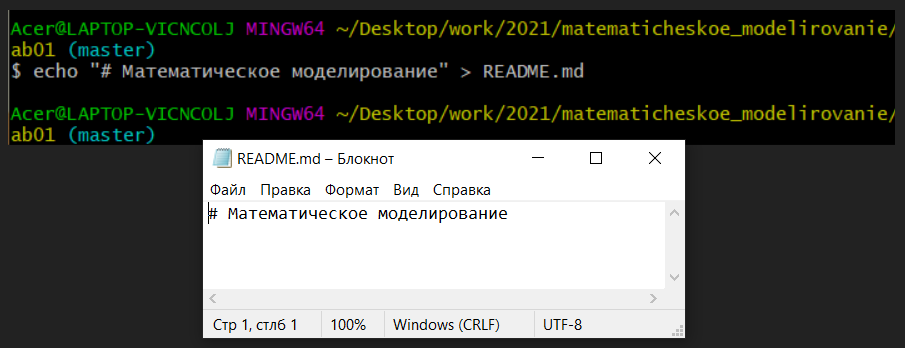 Acer@LAPTOP-VICNCOLJ MINGW64 ~/Desktop/work/2021/matematicheskoe_modelirovanie/
ab01 (master)
$ echo "# Математическое моделирование" > README.md
Acer@LAPTOP-VICNCOLJ MINGW64 ~/Desktop/work/2021/matematicheskoe_modelirovanie/
ab01 (master)
README.md – Блокнот
Файл Правка Формат Вид Справка
# Математическое моделирование
Стр 1, стлб 1 100% Windows (CRLF) UTF-8